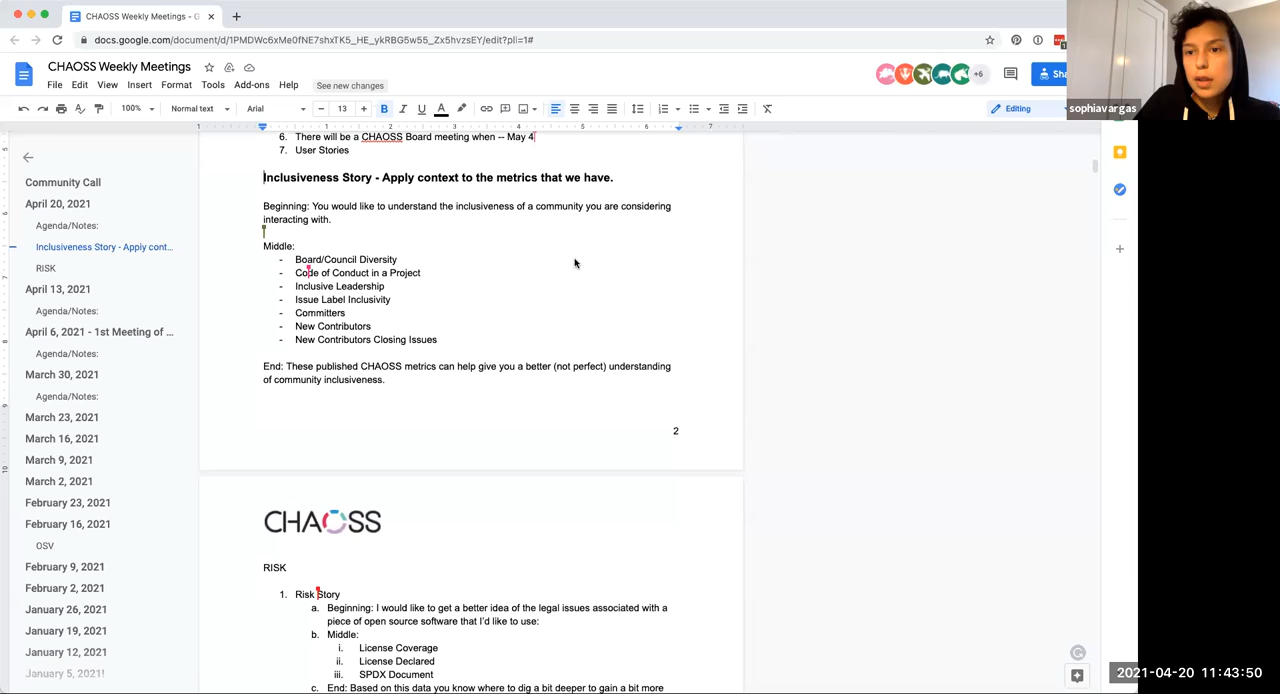 CHAOSS Weekly Meetings - G
docs.google.com/document/d/1PMDWc6xMe0fNE7shxTK5_HE_ykRBG5w55_Zx5hvzsEY/edit?pli=1#
CHAOSS Weekly Meetings
File Edit View Insert Format Tools Add-ons Help See new changes
+6
Sha
sophiavargas
100% Normal text Arial 13 B I U A Editing
1 1 2 3 4 5 6 7
Community Call
April 20, 2021
Agenda/Notes:
Inclusiveness Story - Apply cont...
RISK
April 13, 2021
Agenda/Notes:
April 6, 2021 - 1st Meeting of ...
Agenda/Notes:
March 30, 2021
Agenda/Notes:
March 23, 2021
March 16, 2021
March 9, 2021
March 2, 2021
February 23, 2021
February 16, 2021
OSV
February 9, 2021
February 2, 2021
January 26, 2021
January 19, 2021
January 12, 2021
January 5, 2021!
6. There will be a CHAOSS Board meeting when -- May 4
7. User Stories
Inclusiveness Story - Apply context to the metrics that we have.
Beginning: You would like to understand the inclusiveness of a community you are considering
interacting with.
Middle:
- Board/Council Diversity
- Code of Conduct in a Project
- Inclusive Leadership
- Issue Label Inclusivity
- Committers
- New Contributors
- New Contributors Closing Issues
End: These published CHAOSS metrics can help give you a better (not perfect) understanding
of community inclusiveness.
2
CHAOSS
RISK
1. Risk Story
a. Beginning: I would like to get a better idea of the legal issues associated with a
piece of open source software that I'd like to use:
b. Middle:
i. License Coverage
ii. License Declared
iii. SPDX Document
c. End: Based on this data you know where to dig a bit deeper to gain a bit more
2021-04-20 11:43:50